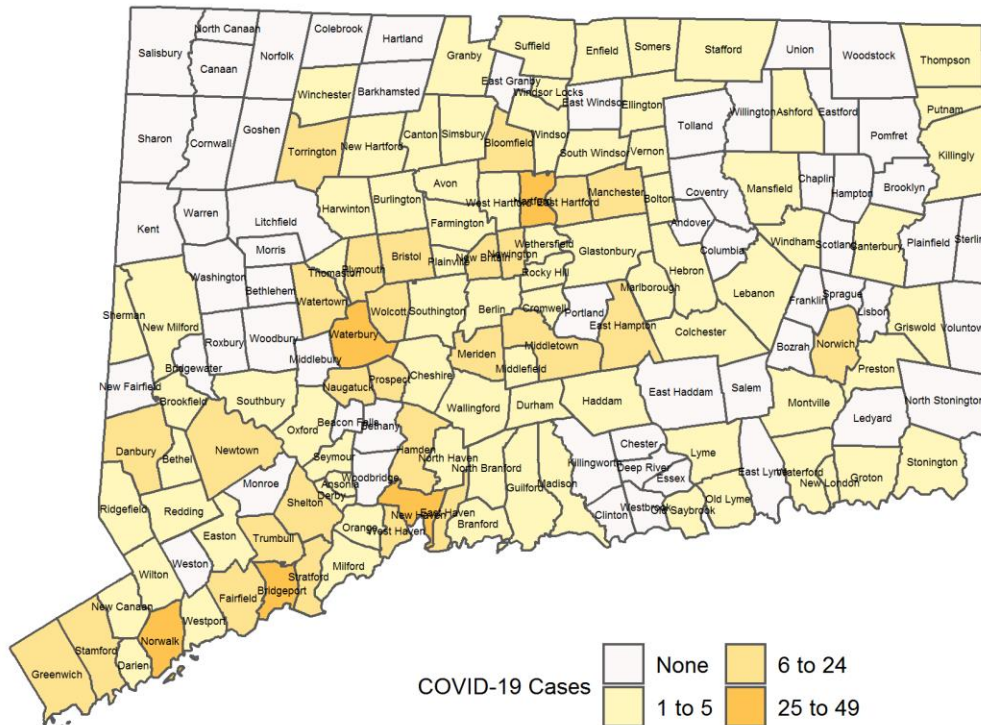 North Canaan
Colebrook
Hartland
Suffield
Enfield
Somers
Stafford
Union
Woodstock
Thompson
Salisbury
Canaan
Norfolk
Granby
East Granby
Winchester
Barkhamsted
Windsor Locks
East Windsor
Ellington
Willington
Ashford
Eastford
Putnam
Sharon
Cornwall
Goshen
Torrington
New Hartford
Canton
Simsbury
Bloomfield
Windsor
South Windsor
Vernon
Tolland
Pomfret
Killingly
Avon
West Hartford
Hartford
East Hartford
Manchester
Bolton
Coventry
Mansfield
Chaplin
Hampton
Brooklyn
Kent
Warren
Litchfield
Harwinton
Burlington
Farmington
Andover
Columbia
Windham
Scotland
Canterbury
Plainfield
Sterlin
Morris
Washington
Bethlehem
Thomaston
Plymouth
Bristol
Plainville
New Britain
Newington
Wethersfield
Rocky Hill
Glastonbury
Hebron
Marlborough
Lebanon
Franklin
Sprague
Lisbon
Griswold
Voluntow
Sherman
New Milford
Watertown
Wolcott
Southington
Berlin
Cromwell
Portland
East Hampton
Colchester
Roxbury
Woodbury
Waterbury
Middlebury
Bridgewater
Meriden
Middletown
Middlefield
Bozrah
Norwich
Preston
New Fairfield
Brookfield
Southbury
Naugatuck
Prospect
Cheshire
Wallingford
Durham
Haddam
East Haddam
Salem
Montville
Ledyard
North Stonington
Oxford
Beacon Falls
Bethany
Danbury
Bethel
Newtown
Seymour
Hamden
North Haven
Woodbridge
North Branford
Guilford
Madison
Killingworth
Chester
Deep River
Essex
Lyme
East Lyme
Waterford
New London
Groton
Stonington
Monroe
Ansonia
Derby
Shelton
Ridgefield
Redding
Orange
New Haven
East Haven
West Haven
Branford
Clinton
Westbrook
Old Saybrook
Old Lyme
Easton
Trumbull
Weston
Wilton
Stratford
Milford
Bridgeport
Fairfield
New Canaan
Westport
Norwalk
Darien
Stamford
Greenwich
COVID-19 Cases
None
1 to 5
6 to 24
25 to 49